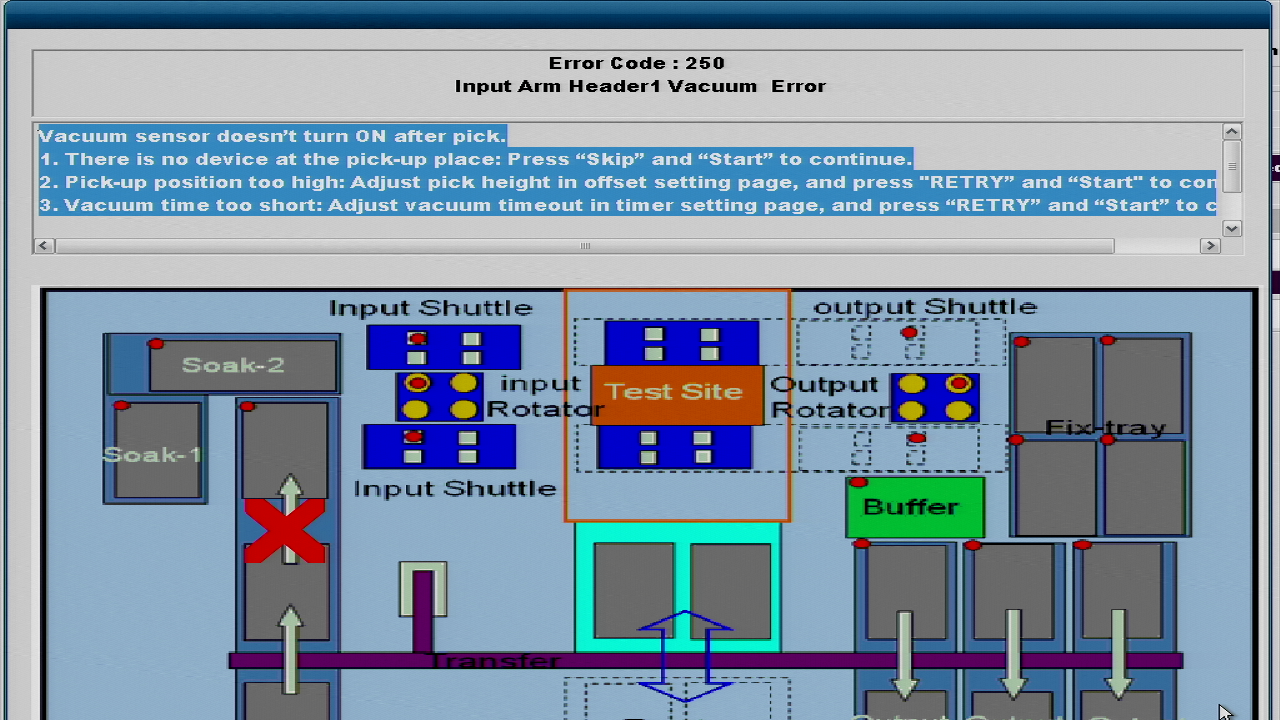 Error Code : 250
Input Arm Header1 Vacuum Error
Vacuum sensor doesn’t turn ON after pick.
1. There is no device at the pick-up place: Press “Skip” and “Start” to continue.
2. Pick-up position too high: Adjust pick height in offset setting page, and press "RETRY” and “Start" to con
3. Vacuum time too short: Adjust vacuum timeout in timer setting page, and press “RETRY” and “Start” to c
Input Shuttle
output Shuttle
Soak-2
input
Rotator
Test Site
Output
Rotator
Fix-tray
Soak-1
Input Shuttle
Buffer
Transfer